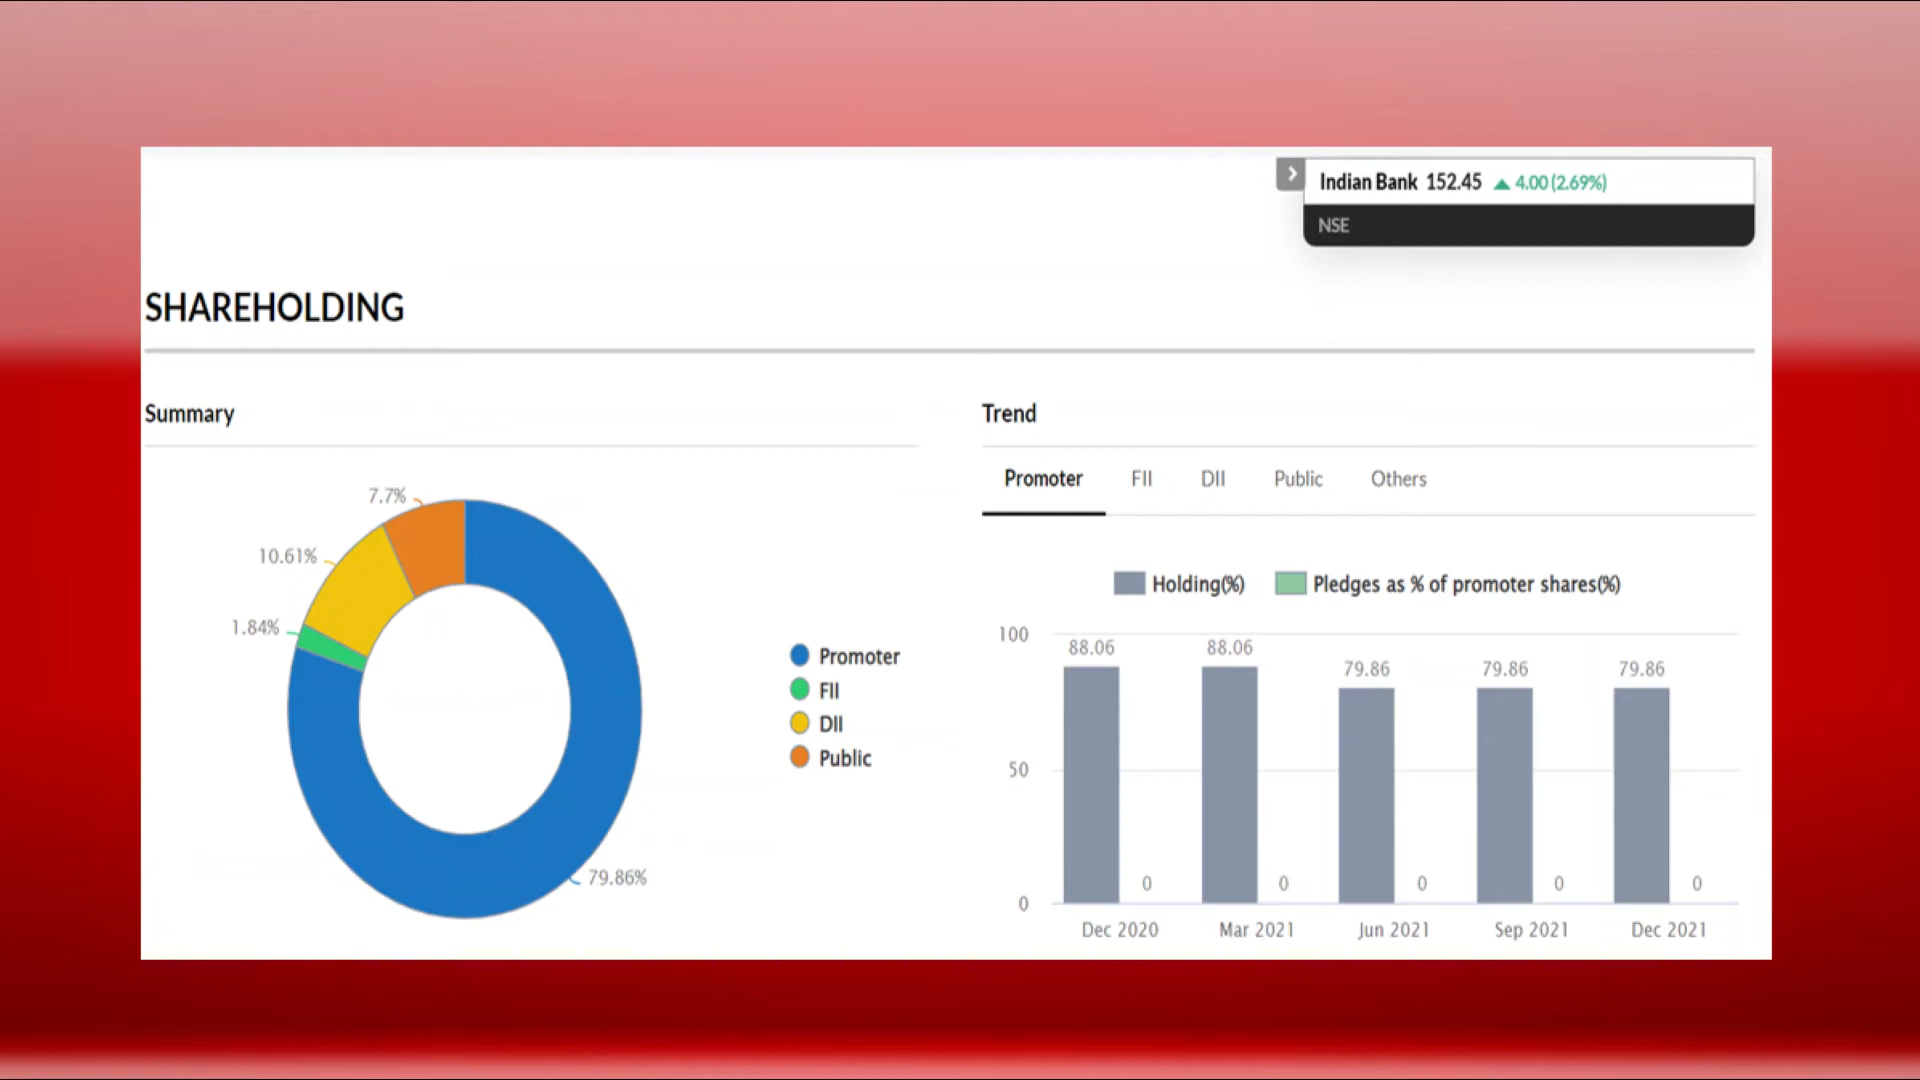 Indian Bank 152.45 ▲ 4.00 (2.69%)
NSE
SHAREHOLDING
Summary
7.7%
10.61%
1.84%
79.86%
Promoter
FII
DII
Public
Trend
Promoter FII DII Public Others
Holding(%) Pledges as % of promoter shares(%)
100
50
0
88.06 88.06 79.86 79.86 79.86
0 0 0 0 0
Dec 2020 Mar 2021 Jun 2021 Sep 2021 Dec 2021